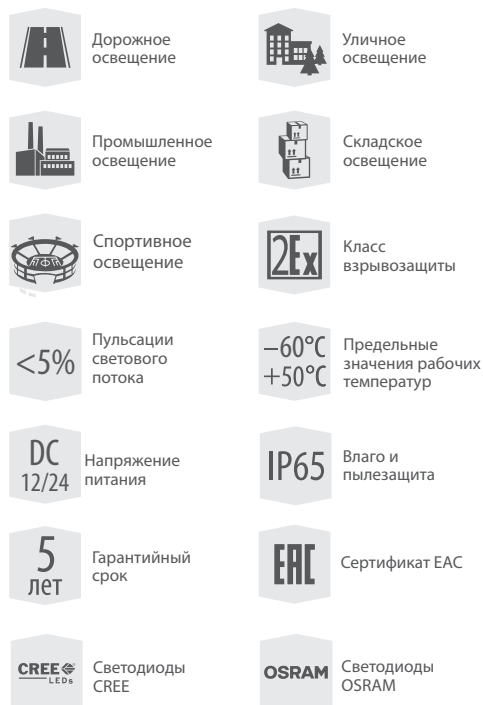 Дорожное
освещение
Уличное
освещение
Промышленное
освещение
Складское
освещение
Спортивное
освещение
2Ex
Класс
взрывозащиты
<5%
Пульсации
светового
потока
−60°C
+50°C
Предельные
значения рабочих
температур
DC
12/24
Напряжение
питания
IP65
Влаго и
пылезащита
5
лет
Гарантийный
срок
EAC
Сертификат ЕАС
CREE
LEDs
Светодиоды
CREE
OSRAM
Светодиоды
OSRAM